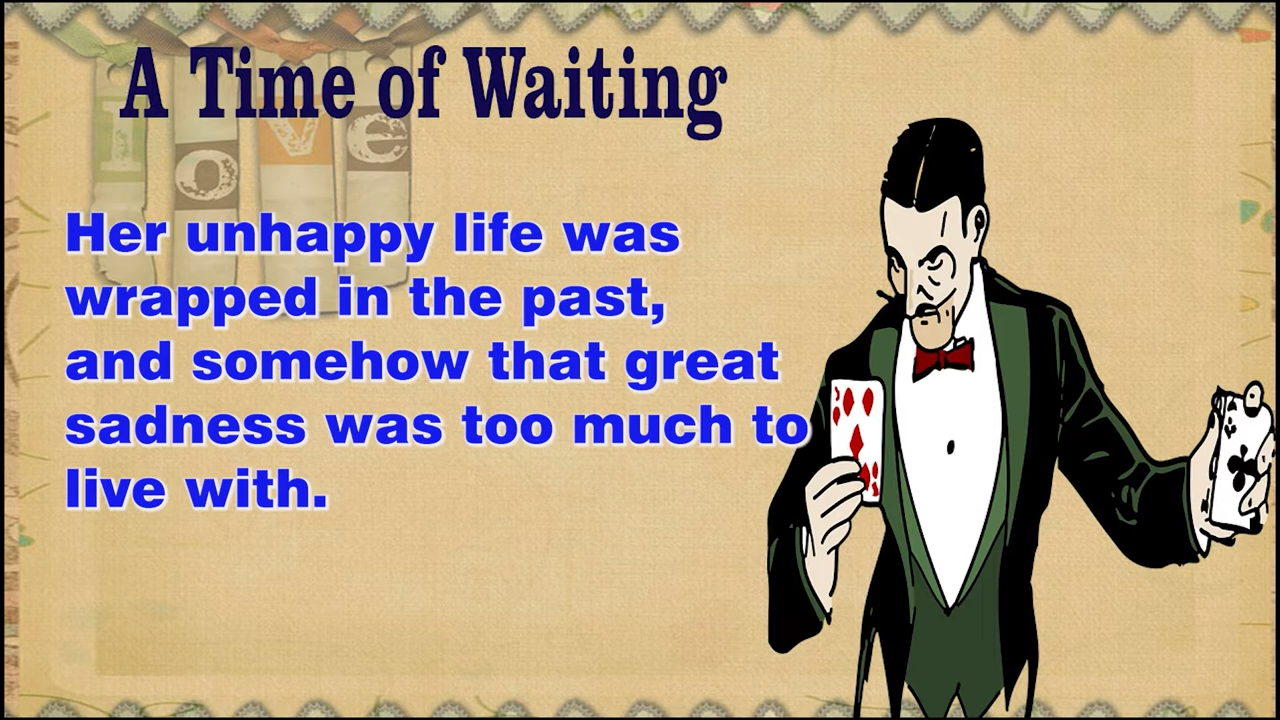 A Time of Waiting
Love
Her unhappy life was
wrapped in the past,
and somehow that great
sadness was too much to
live with.